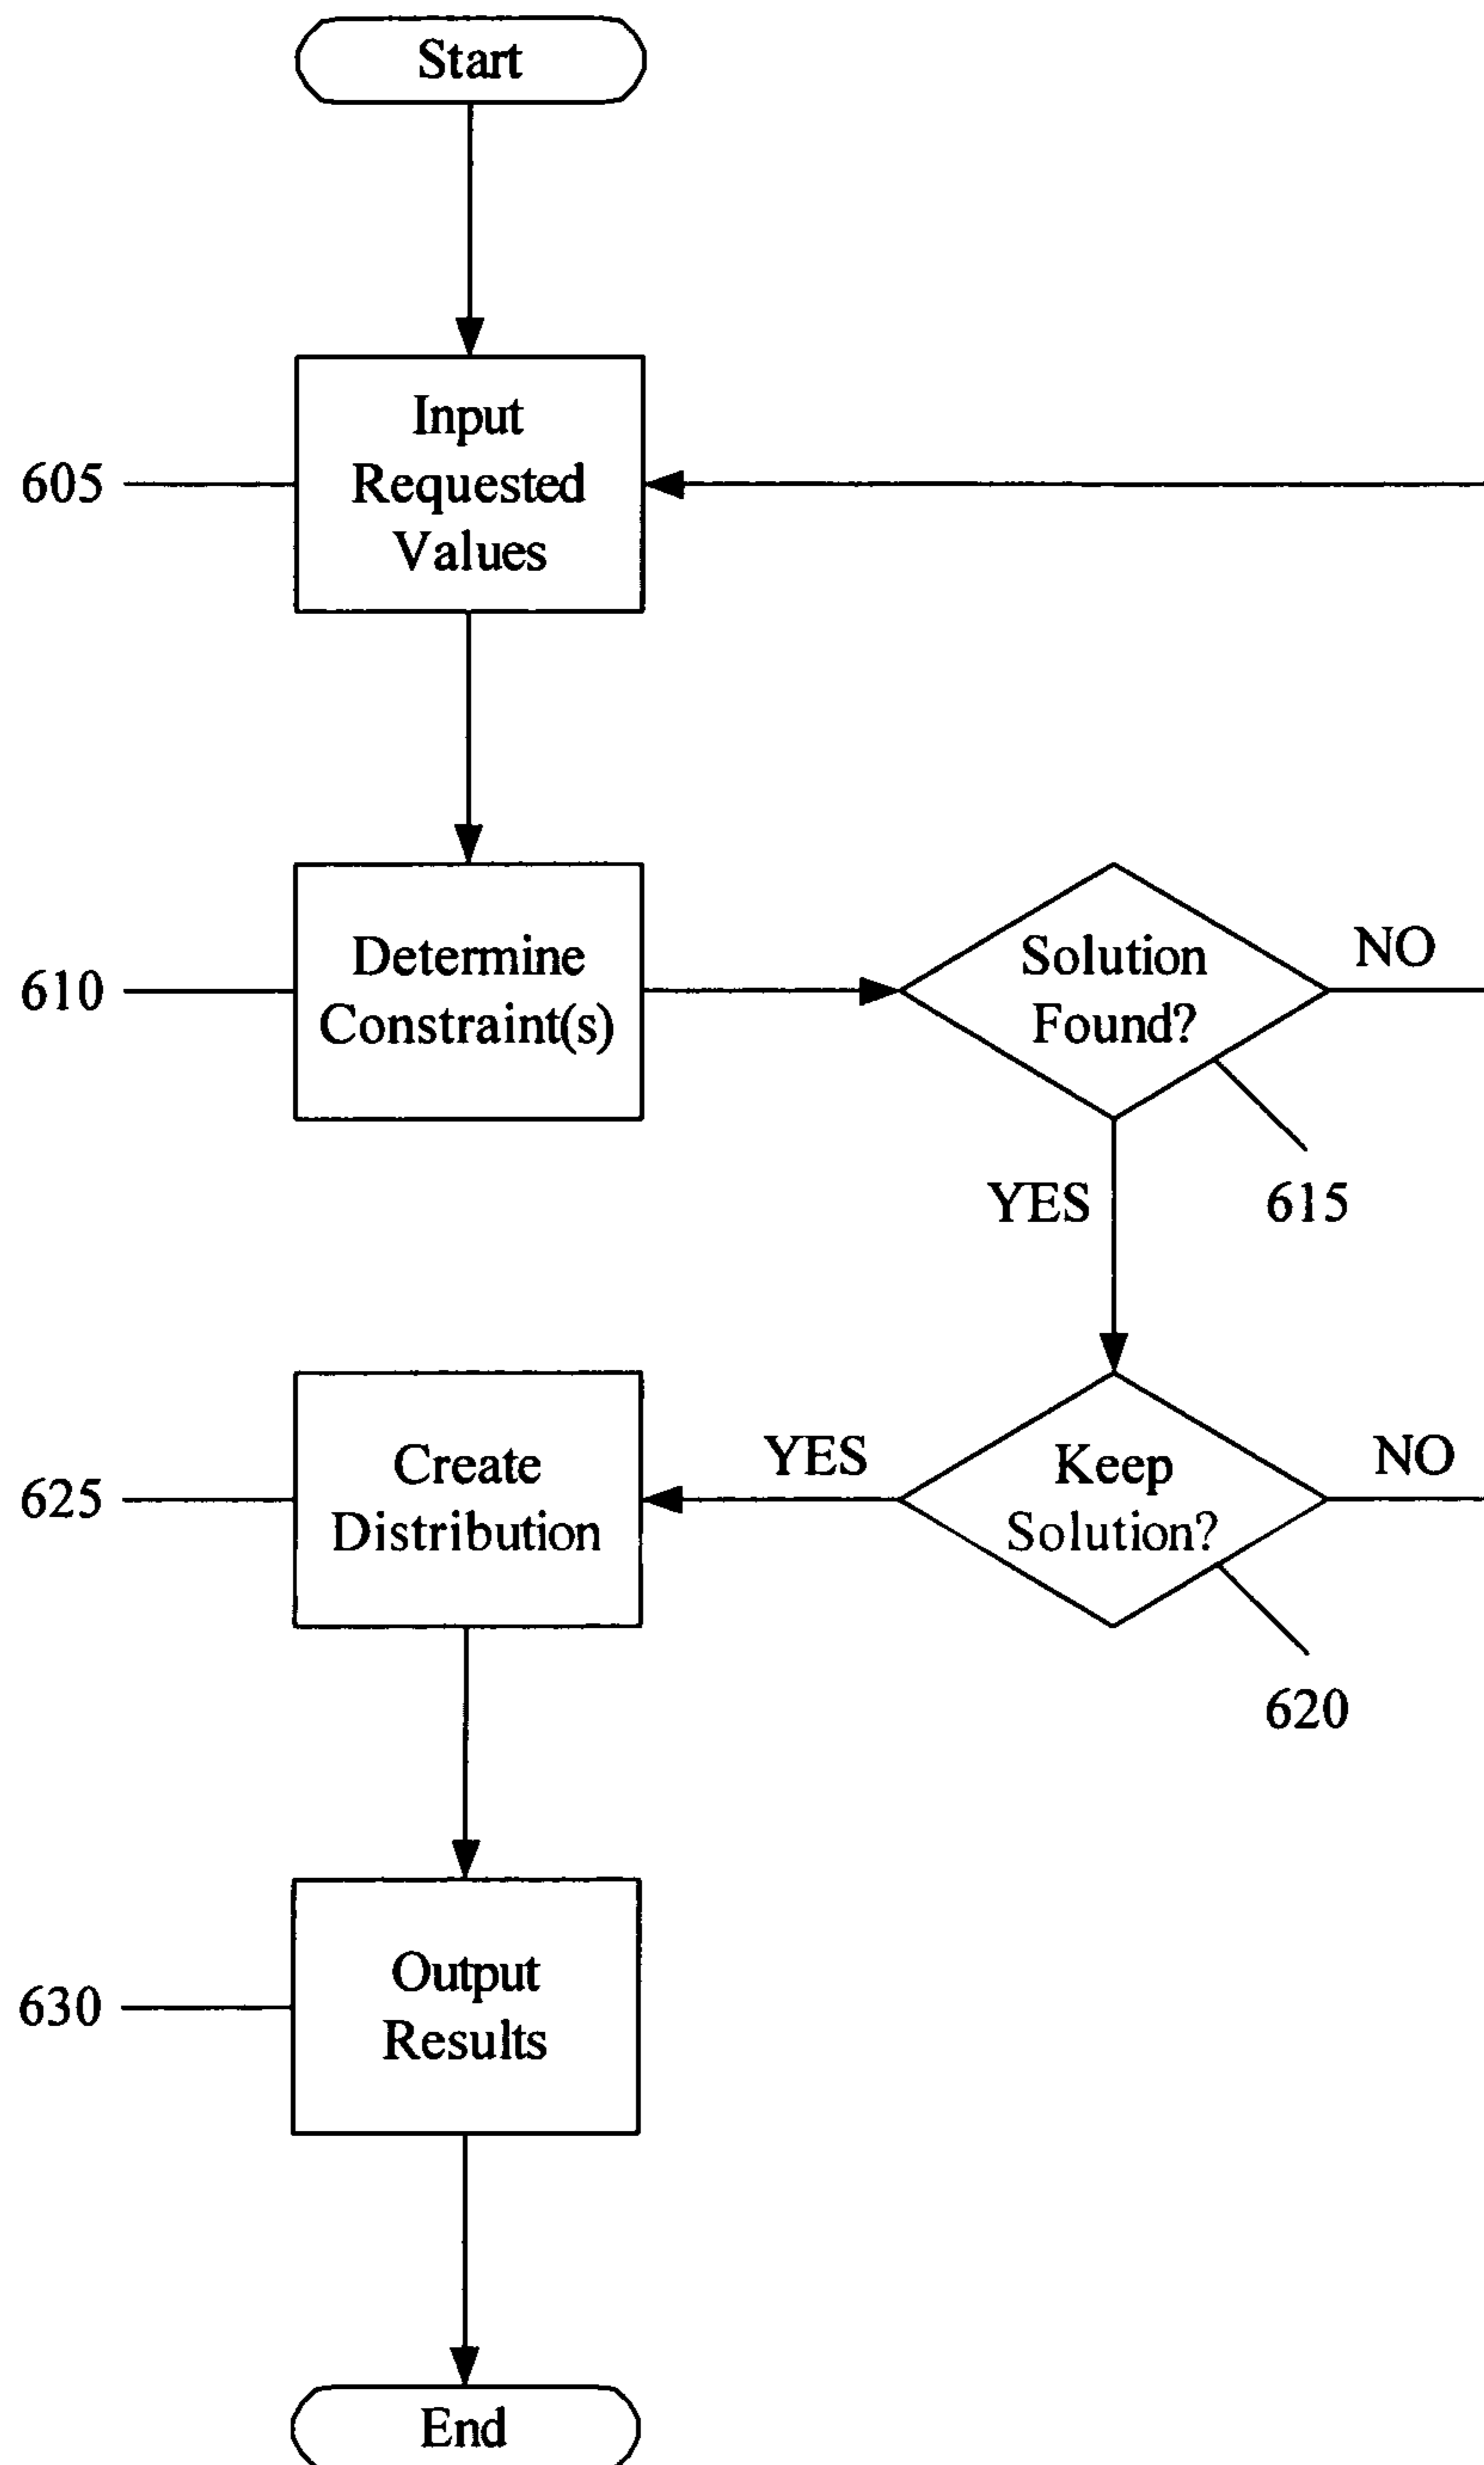 Start
Input
Requested
Values
605
Determine
Constraint(s)
610
Solution
Found?
NO
615
YES
Keep
Solution?
NO
620
YES
Create
Distribution
625
Output
Results
630
End